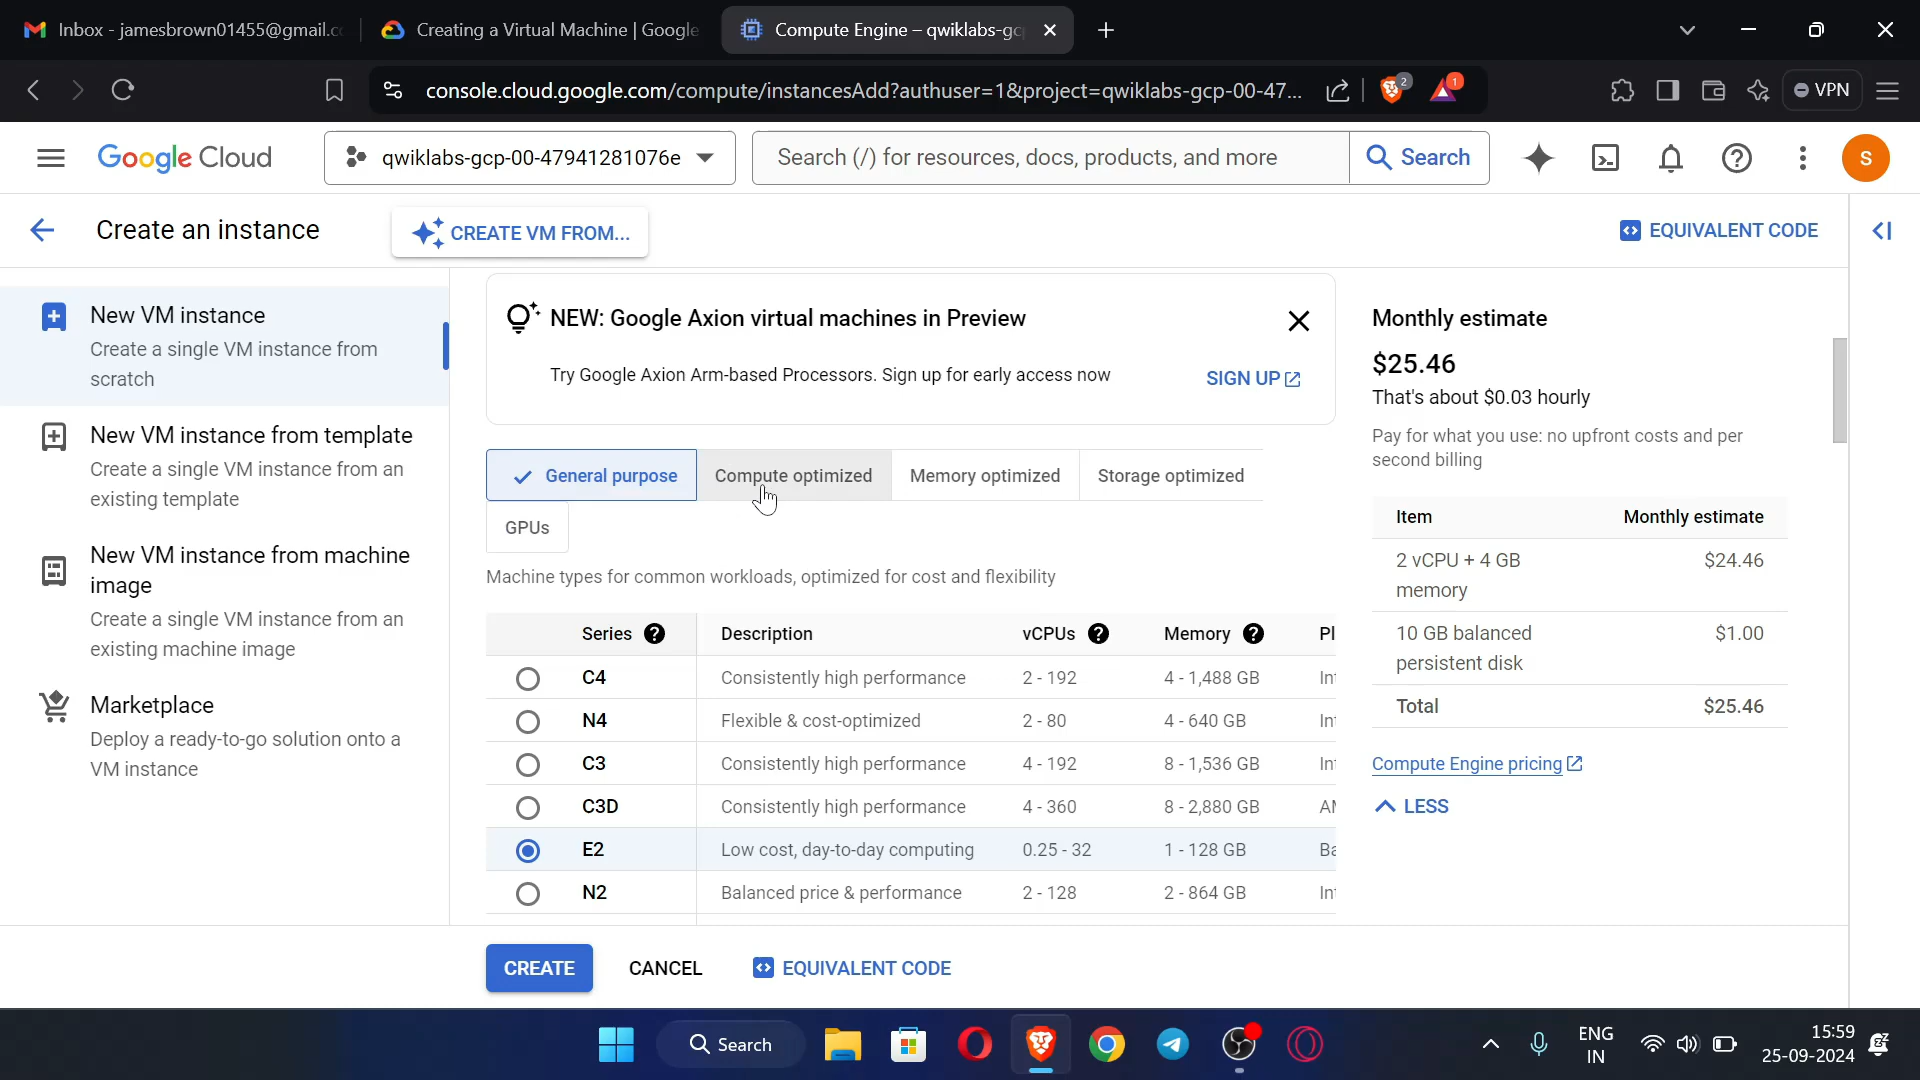 Inbox - jamesbrown01455@gmail.c
Creating a Virtual Machine | Google
Compute Engine – qwiklabs-gc
console.cloud.google.com/compute/instancesAdd?authuser=1&project=qwiklabs-gcp-00-47...
2
1
VPN
Google Cloud
qwiklabs-gcp-00-47941281076e
Search (/) for resources, docs, products, and more
Search
S
Create an instance
CREATE VM FROM...
EQUIVALENT CODE
New VM instance
Create a single VM instance from
scratch
New VM instance from template
Create a single VM instance from an
existing template
New VM instance from machine
image
Create a single VM instance from an
existing machine image
Marketplace
Deploy a ready-to-go solution onto a
VM instance
NEW: Google Axion virtual machines in Preview
Try Google Axion Arm-based Processors. Sign up for early access now
SIGN UP
General purpose
Compute optimized
Memory optimized
Storage optimized
GPUs
Machine types for common workloads, optimized for cost and flexibility
Series Description vCPUs Memory Pl
C4 Consistently high performance 2 - 192 4 - 1,488 GB Int
N4 Flexible & cost-optimized 2 - 80 4 - 640 GB Int
C3 Consistently high performance 4 - 192 8 - 1,536 GB Int
C3D Consistently high performance 4 - 360 8 - 2,880 GB AM
E2 Low cost, day-to-day computing 0.25 - 32 1 - 128 GB Ba
N2 Balanced price & performance 2 - 128 2 - 864 GB Int
Monthly estimate
$25.46
That's about $0.03 hourly
Pay for what you use: no upfront costs and per
second billing
Item Monthly estimate
2 vCPU + 4 GB
memory
$24.46
10 GB balanced
persistent disk
$1.00
Total $25.46
Compute Engine pricing
LESS
CREATE
CANCEL
EQUIVALENT CODE
Search
ENG
IN
15:59
25-09-2024